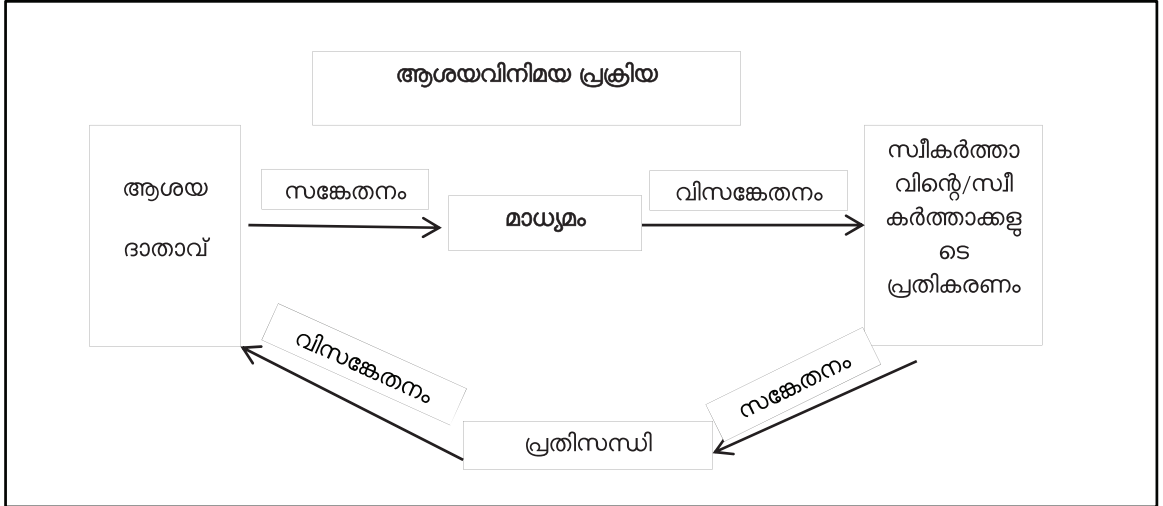 ആശയവിനിമയ പ്രക്രിയ
ആശയ
ദാതാവ്
സങ്കേതനം
മാധ്യമം
വിസങ്കേതനം
സ്വീകർത്താ
വിന്റെ/സ്വീ
കർത്താക്കളു
ടെ
പ്രതികരണം
സങ്കേതനം
പ്രതിസന്ധി
വിസങ്കേതനം